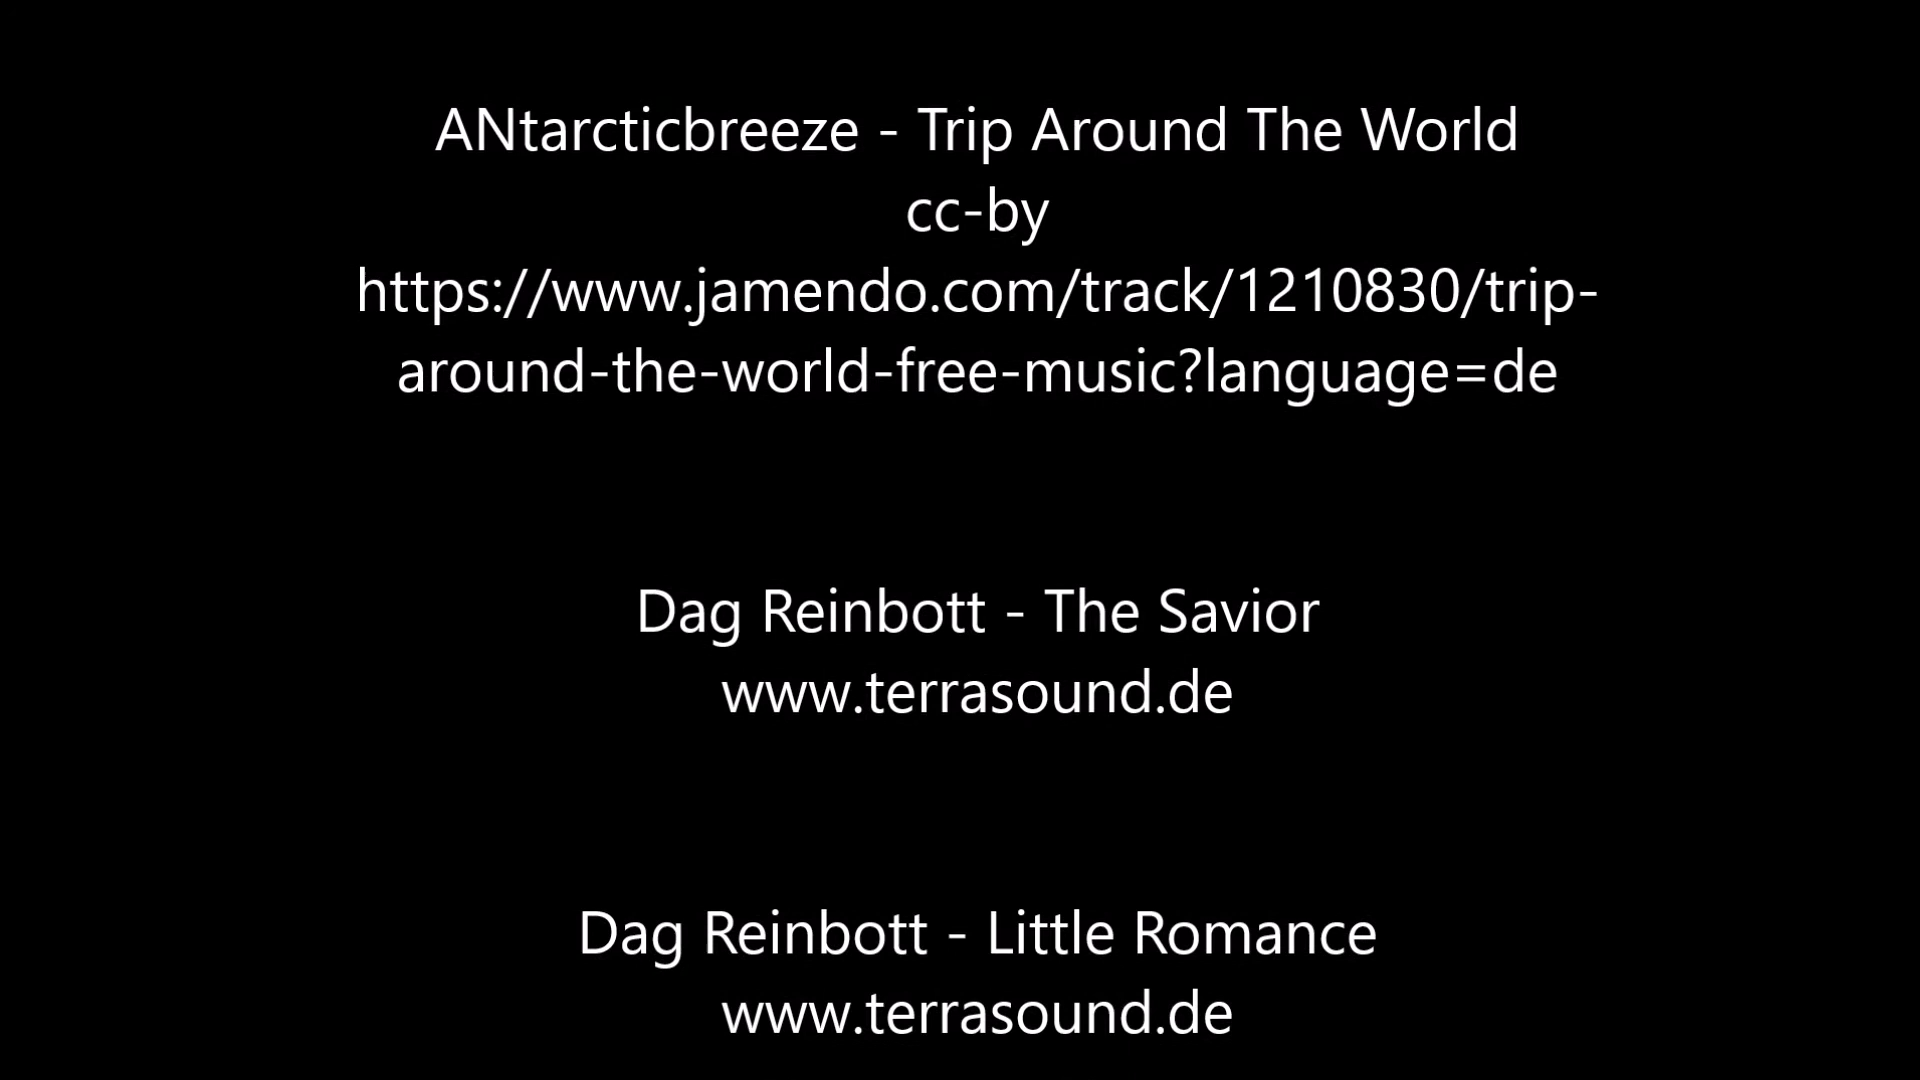 ANtarcticbreeze - Trip Around The World
cc-by
https://www.jamendo.com/track/1210830/trip-
around-the-world-free-music?language=de
Dag Reinbott - The Savior
www.terrasound.de
Dag Reinbott - Little Romance
www.terrasound.de